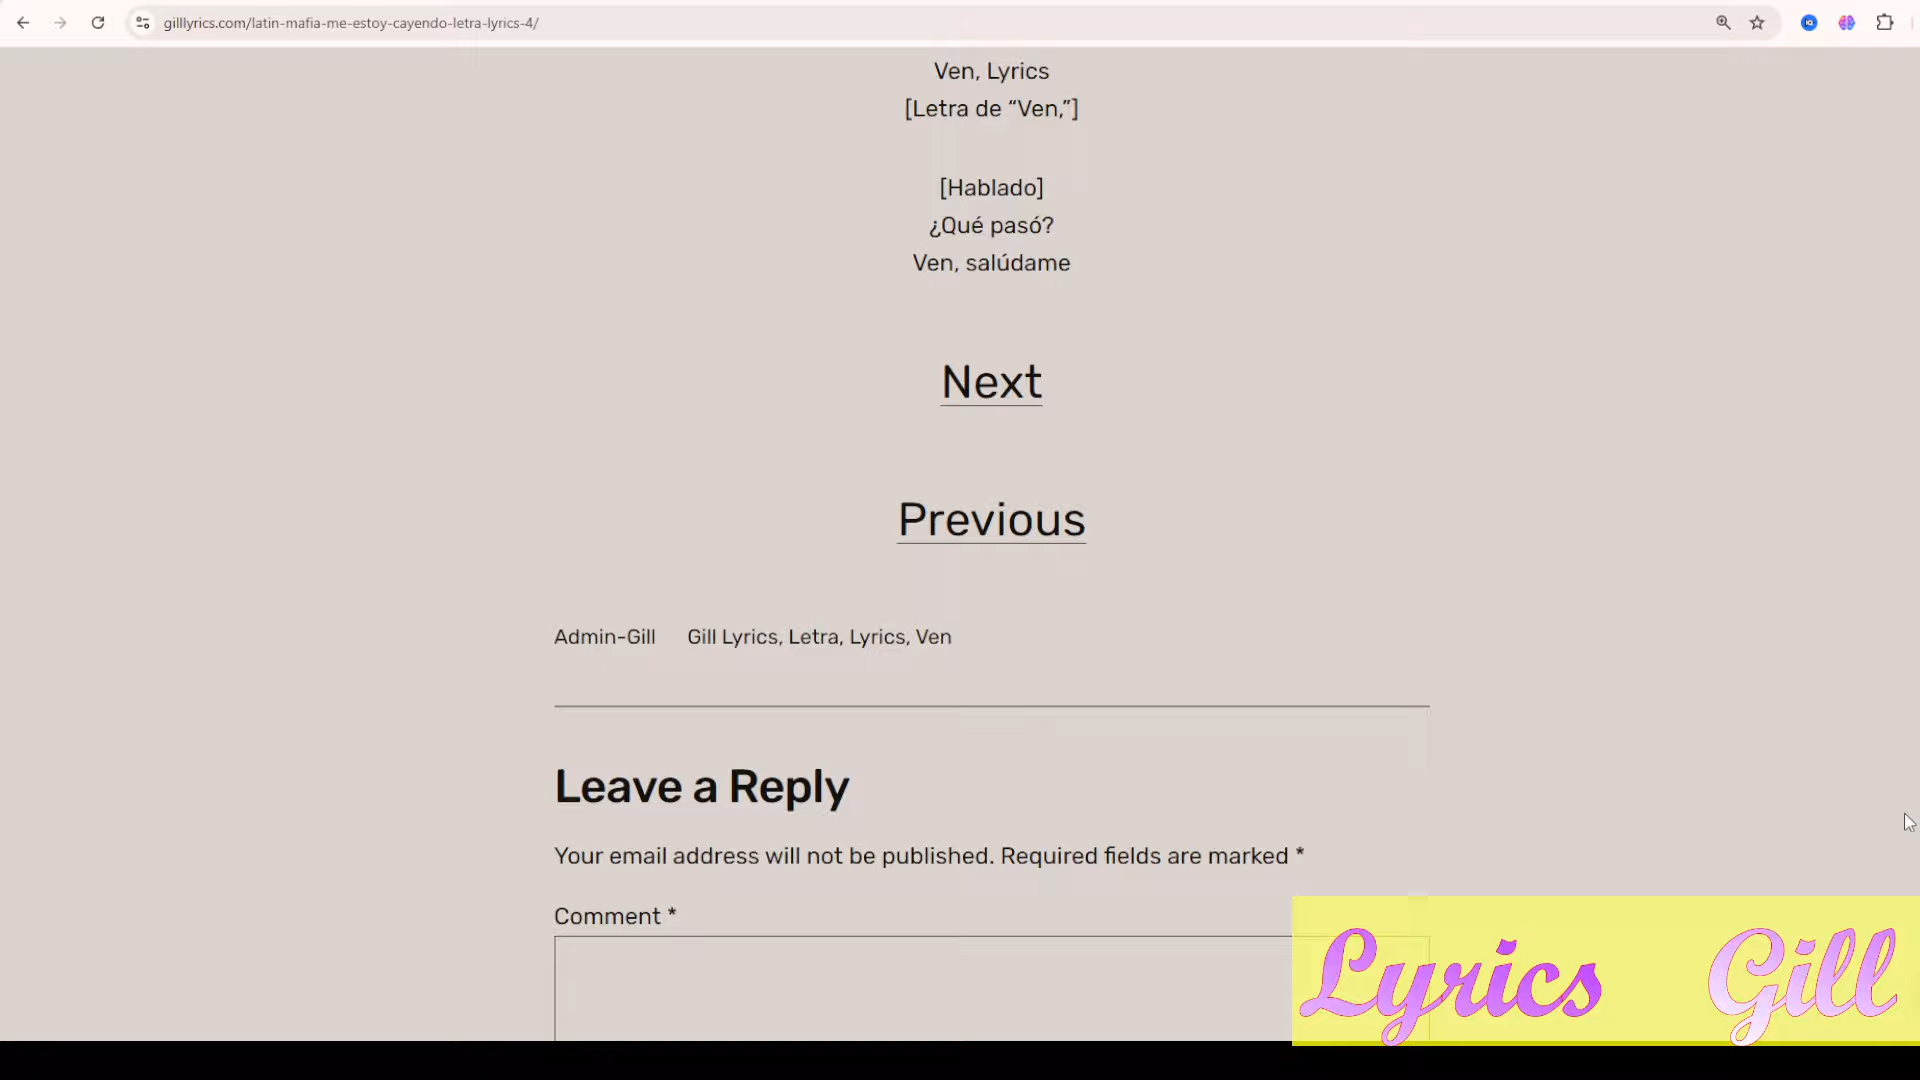 gilllyrics.com/latin-mafia-me-estoy-cayendo-letra-lyrics-4/
Ven, Lyrics
[Letra de “Ven,”]
[Hablado]
¿Qué pasó?
Ven, salúdame
Next
Previous
Admin-Gill Gill Lyrics, Letra, Lyrics, Ven
Leave a Reply
Your email address will not be published. Required fields are marked *
Comment *
Lyrics Gill